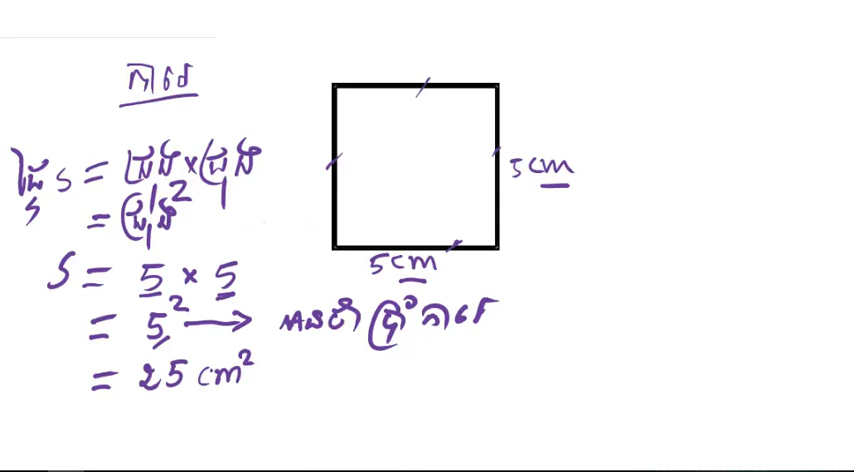 ការេ
ផ្ទៃ S = ជ្រុង × ជ្រុង
S
= ជ្រុង²
S = 5 × 5
= 5² → អានថា ប្រាំ ការេ
= 25 cm²
5cm
5cm